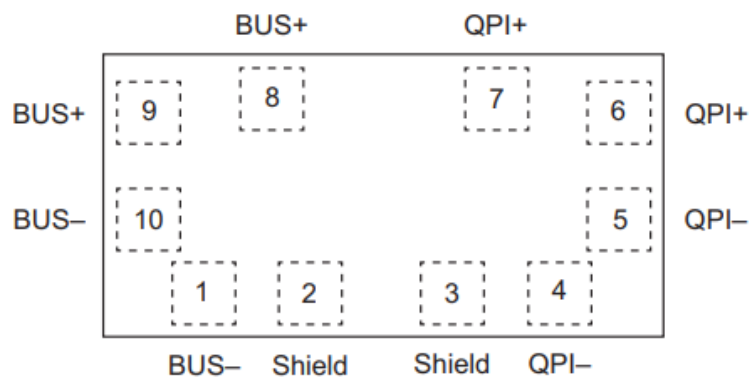 BUS+ QPI+
8 7
BUS+ 9 6 QPI+
BUS– 10 5 QPI–
1 2 3 4
BUS– Shield Shield QPI–